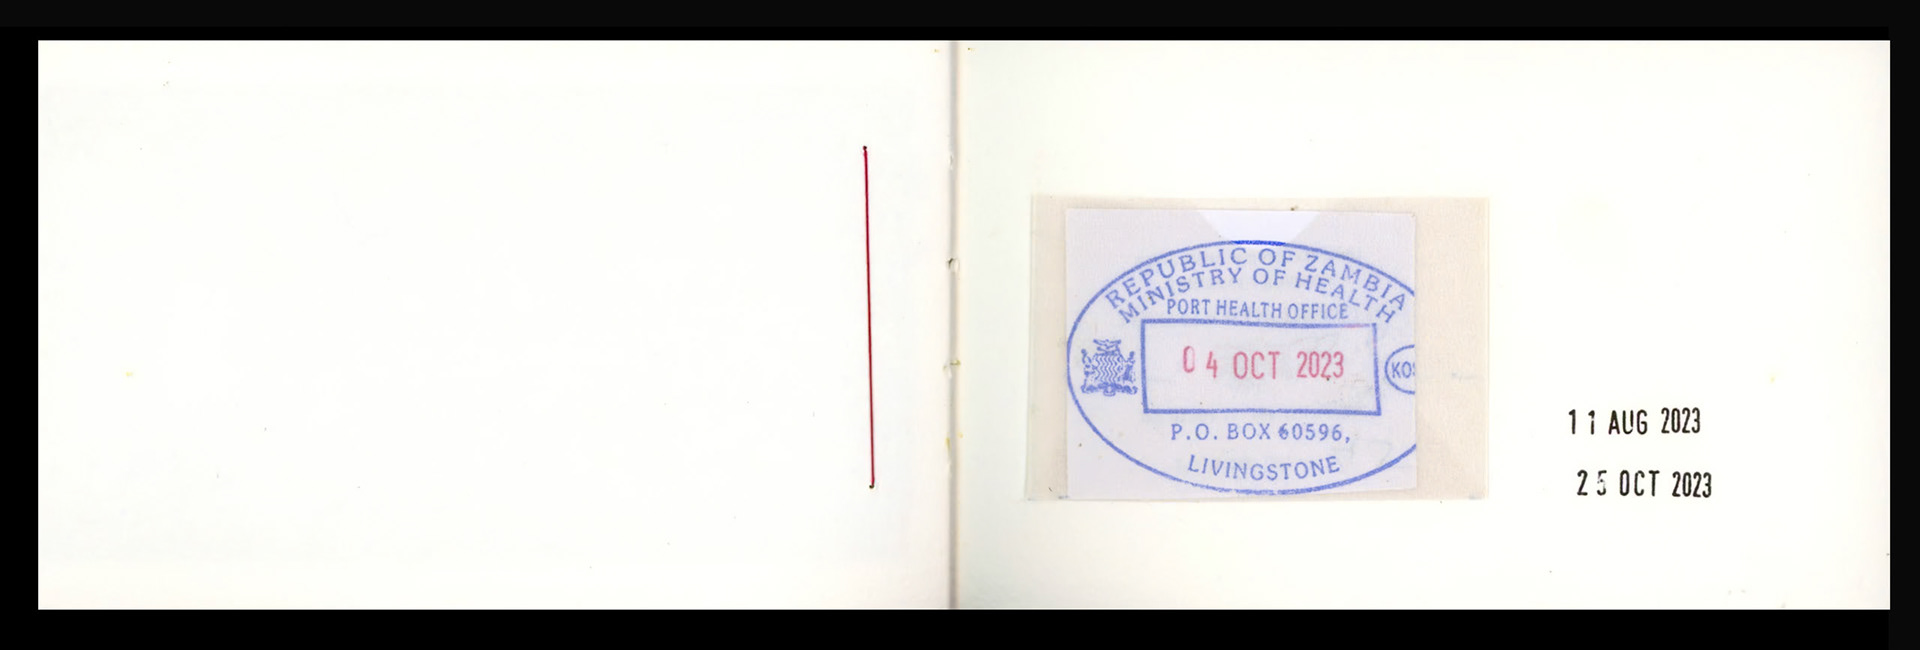 REPUBLIC OF ZAMBIA
MINISTRY OF HEALTH
PORT HEALTH OFFICE
04 OCT 2023
KO
P.O. BOX 60596,
LIVINGSTONE
11 AUG 2023
25 OCT 2023